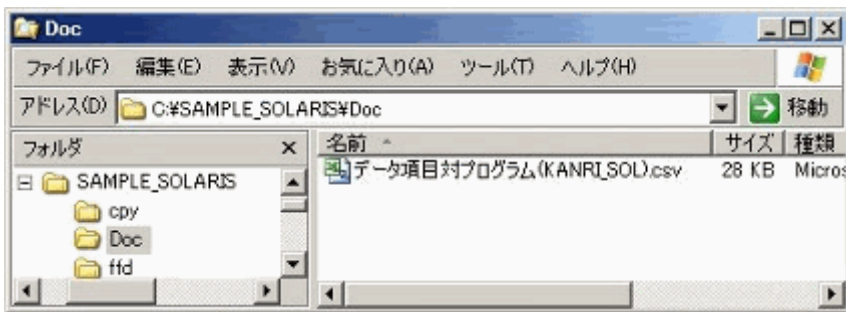 Doc
ファイル(F) 編集(E) 表示(V) お気に入り(A) ツール(T) ヘルプ(H)
アドレス(D) C:¥SAMPLE_SOLARIS¥Doc 移動
フォルダ × 名前 サイズ 種類
SAMPLE_SOLARIS データ項目対プログラム(KANRI_SOL).csv 28 KB Micros
cpy
Doc
ffd